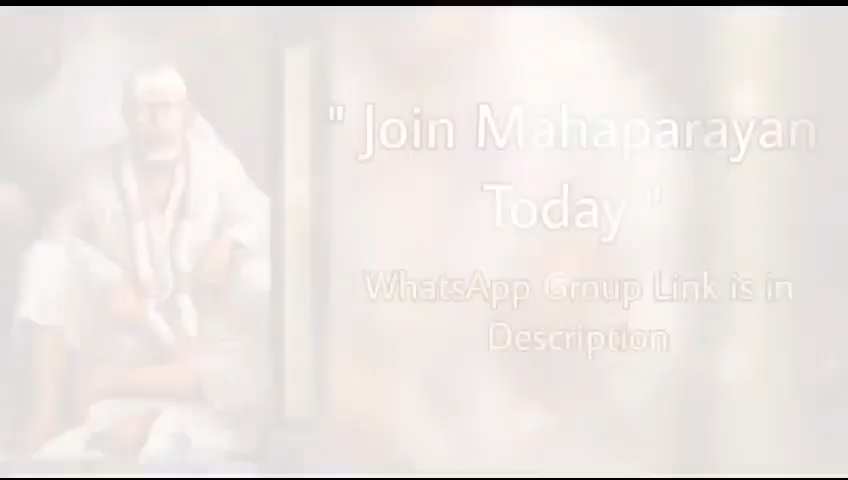 " Join Mahaparayan
Today "
WhatsApp Group Link is in
Description